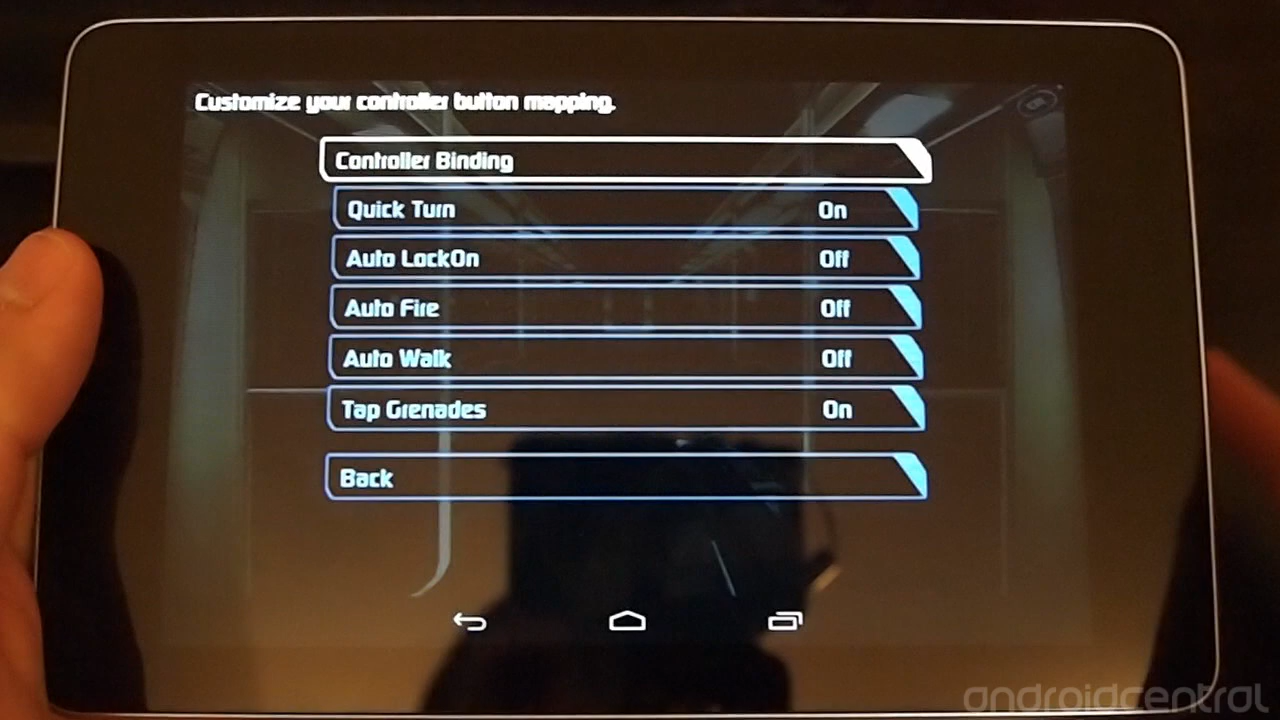 Customize your controller button mapping.
Controller Binding
Quick Turn On
Auto LockOn Off
Auto Fire Off
Auto Walk Off
Tap Grenades On
Back
androidcentral